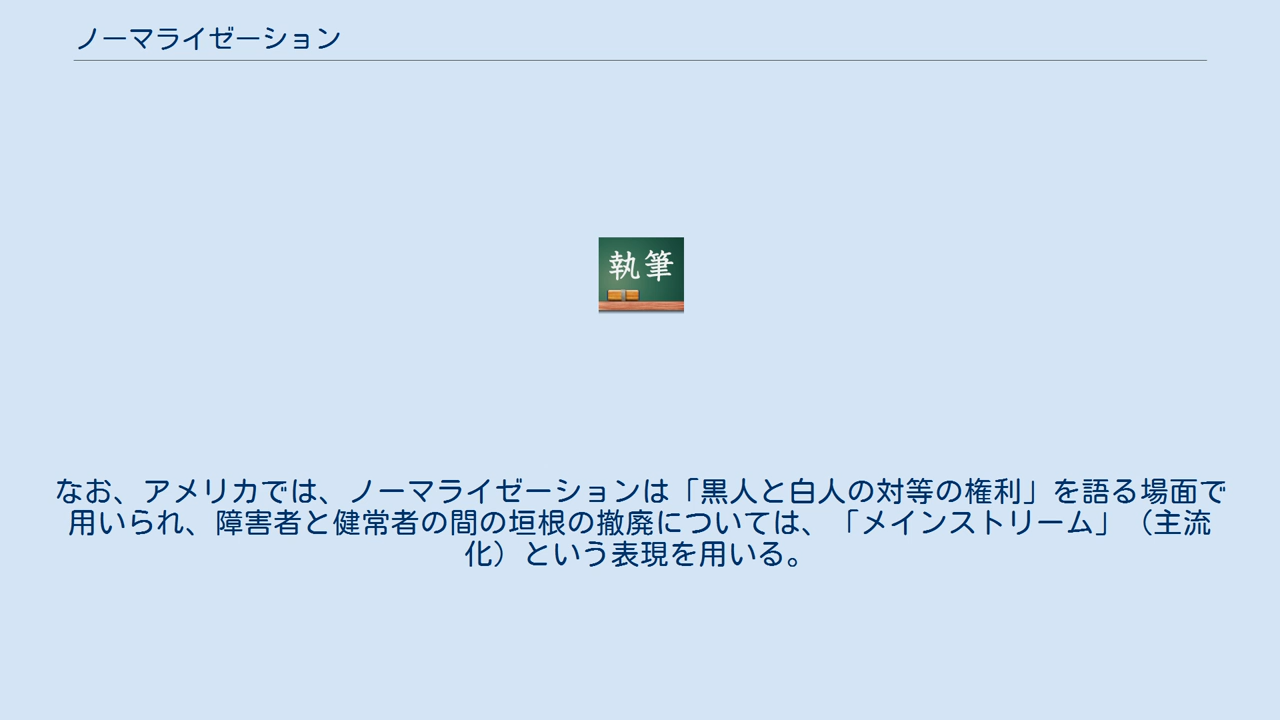 ノーマライゼーション
執筆
なお、アメリカでは、ノーマライゼーションは「黒人と白人の対等の権利」を語る場面で
用いられ、障害者と健常者の間の垣根の撤廃については、「メインストリーム」（主流
化）という表現を用いる。